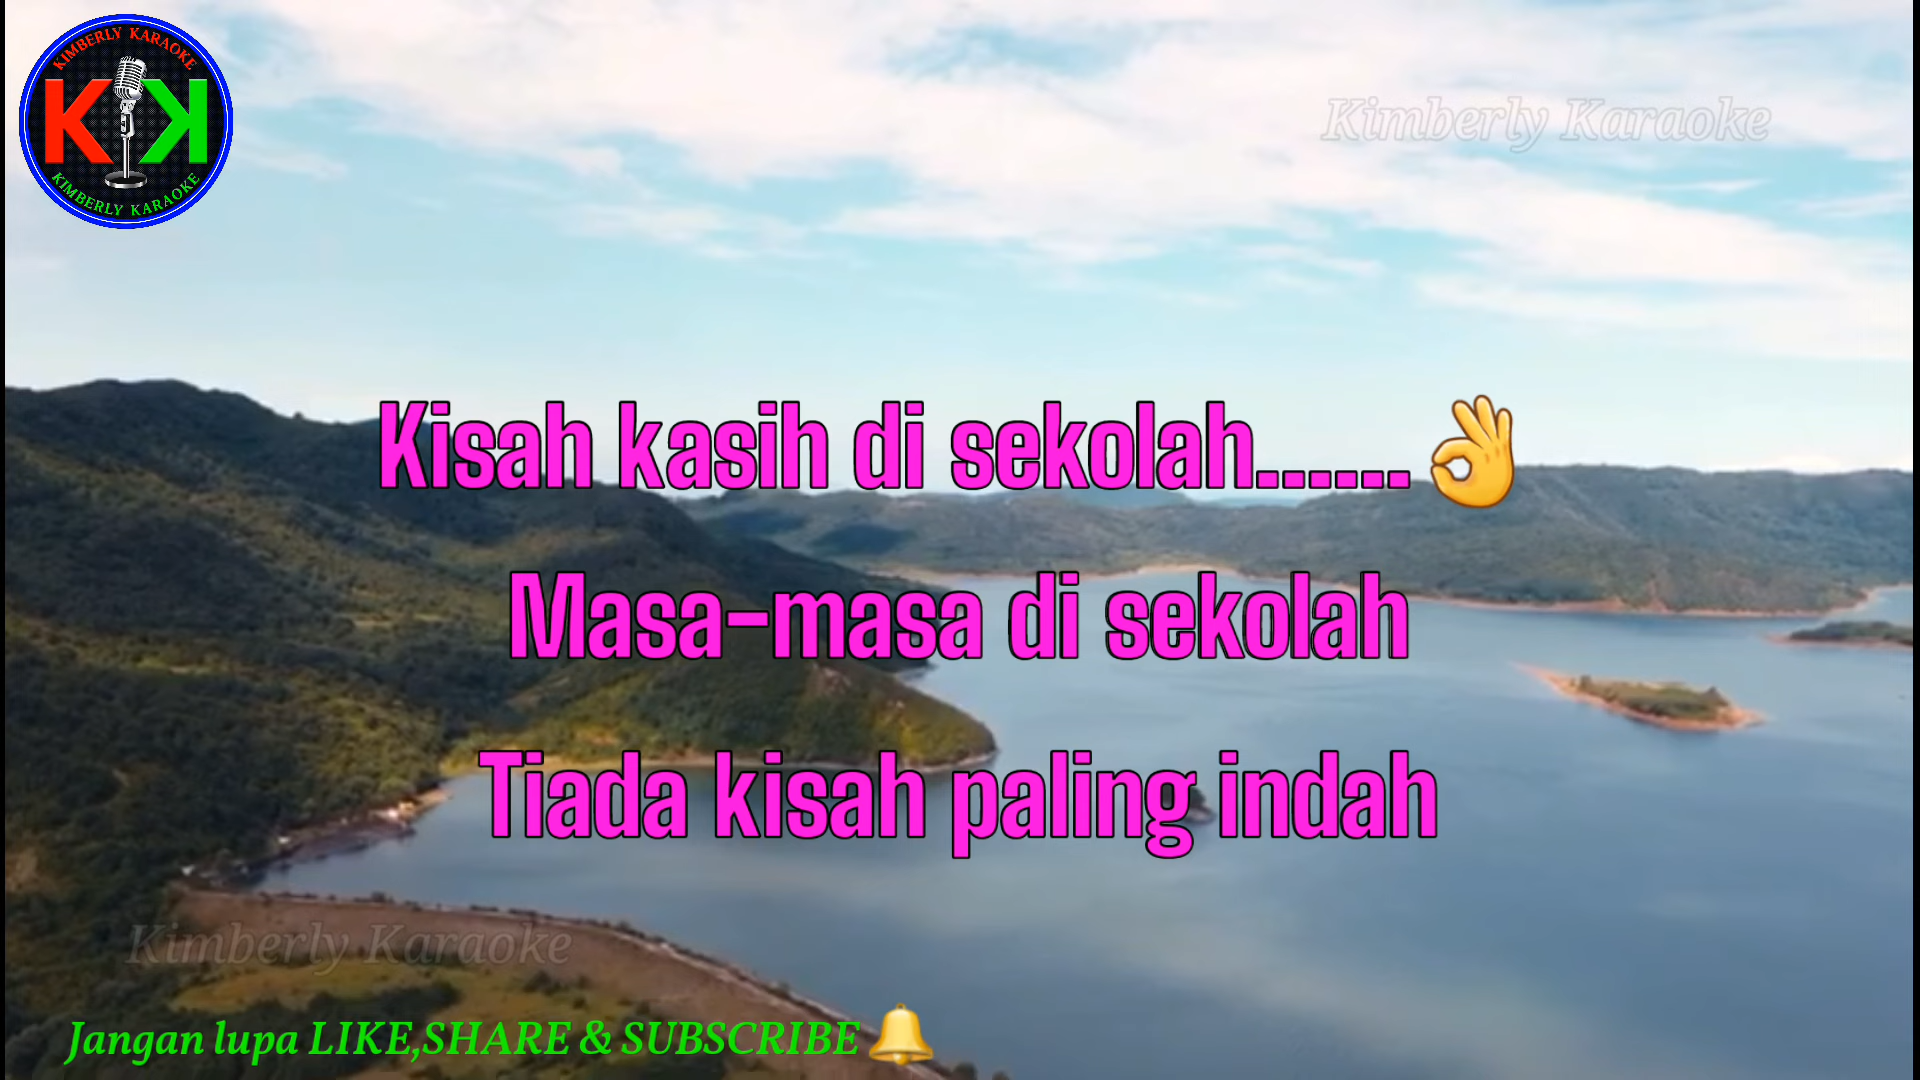 KIMBERLY KARAOKE
KK
KIMBERLY KARAOKE
Kimberly Karaoke
Kisah kasih di sekolah......👌
Masa-masa di sekolah
Tiada kisah paling indah
Kimberly Karaoke
Jangan lupa LIKE,SHARE & SUBSCRIBE🔔